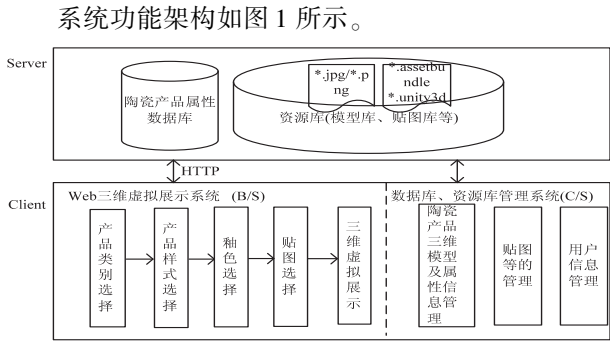 系统功能架构如图1所示。
Server
陶瓷产品属性
数据库
*.jpg/*.p
ng
*.assetbu
ndle
*.unity3d
资源库(模型库、贴图库等)
HTTP
Client
Web三维虚拟展示系统 (B/S)
产品类别选择
产品样式选择
釉色选择
贴图选择
三维虚拟展示
数据库、资源库管理系统(C/S)
陶瓷
产品
三维
模型
及属
性信
息管
理
贴图
等的
管理
用户
信息
管理